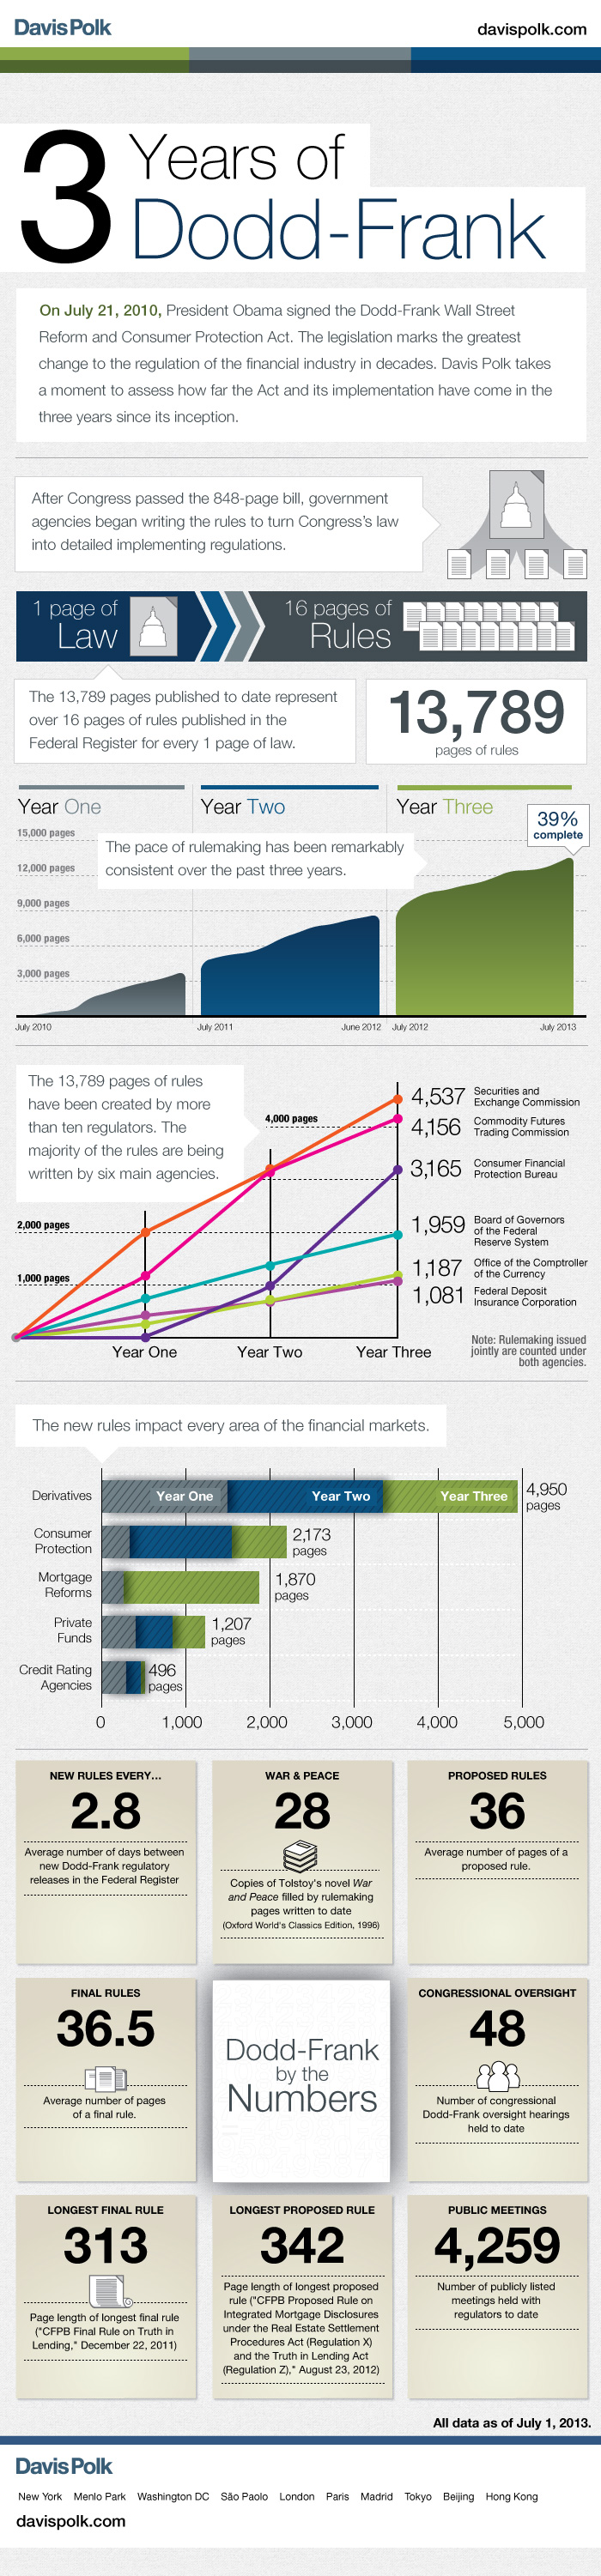 Davis Polk
davispolk.com
3 Years of
Dodd-Frank
On July 21, 2010, President Obama signed the Dodd-Frank Wall Street
Reform and Consumer Protection Act. The legislation marks the greatest
change to the regulation of the financial industry in decades. Davis Polk takes
a moment to assess how far the Act and its implementation have come in the
three years since its inception.
After Congress passed the 848-page bill, government
agencies began writing the rules to turn Congress's law
into detailed implementing regulations.
1 page of
Law
16 pages of
Rules
The 13,789 pages published to date represent
over 16 pages of rules published in the
Federal Register for every 1 page of law.
13,789
pages of rules
Year One
Year Two
Year Three
39%
complete
15,000 pages
12,000 pages
9,000 pages
6,000 pages
3,000 pages
The pace of rulemaking has been remarkably
consistent over the past three years.
July 2010
July 2011
June 2012
July 2012
July 2013
The 13,789 pages of rules
have been created by more
than ten regulators. The
majority of the rules are being
written by six main agencies.
4,000 pages
2,000 pages
1,000 pages
4,537 Securities and
Exchange Commission
4,156 Commodity Futures
Trading Commission
3,165 Consumer Financial
Protection Bureau
1,959 Board of Governors
of the Federal
Reserve System
1,187 Office of the Comptroller
of the Currency
1,081 Federal Deposit
Insurance Corporation
Year One
Year Two
Year Three
Note: Rulemaking issued
jointly are counted under
both agencies.
The new rules impact every area of the financial markets.
Derivatives
Year One
Year Two
Year Three
4,950
pages
Consumer
Protection
2,173
pages
Mortgage
Reforms
1,870
pages
Private
Funds
1,207
pages
Credit Rating
Agencies
496
pages
0
1,000
2,000
3,000
4,000
5,000
NEW RULES EVERY...
2.8
Average number of days between
new Dodd-Frank regulatory
releases in the Federal Register
WAR & PEACE
28
Copies of Tolstoy's novel War
and Peace filled by rulemaking
pages written to date
(Oxford World's Classics Edition, 1996)
PROPOSED RULES
36
Average number of pages of a
proposed rule.
FINAL RULES
36.5
Average number of pages
of a final rule.
Dodd-Frank
by the
Numbers
CONGRESSIONAL OVERSIGHT
48
Number of congressional
Dodd-Frank oversight hearings
held to date
LONGEST FINAL RULE
313
Page length of longest final rule
("CFPB Final Rule on Truth in
Lending," December 22, 2011)
LONGEST PROPOSED RULE
342
Page length of longest proposed
rule ("CFPB Proposed Rule on
Integrated Mortgage Disclosures
under the Real Estate Settlement
Procedures Act (Regulation X)
and the Truth in Lending Act
(Regulation Z)," August 23, 2012)
PUBLIC MEETINGS
4,259
Number of publicly listed
meetings held with
regulators to date
All data as of July 1, 2013.
Davis Polk
New York Menlo Park Washington DC São Paolo London Paris Madrid Tokyo Beijing Hong Kong
davispolk.com